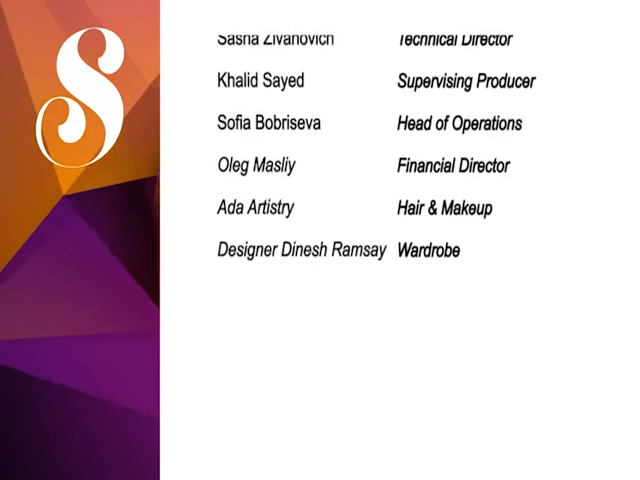 S
Sasha Zivanovich Technical Director
Khalid Sayed Supervising Producer
Sofia Bobriseva Head of Operations
Oleg Masliy Financial Director
Ada Artistry Hair & Makeup
Designer Dinesh Ramsay Wardrobe